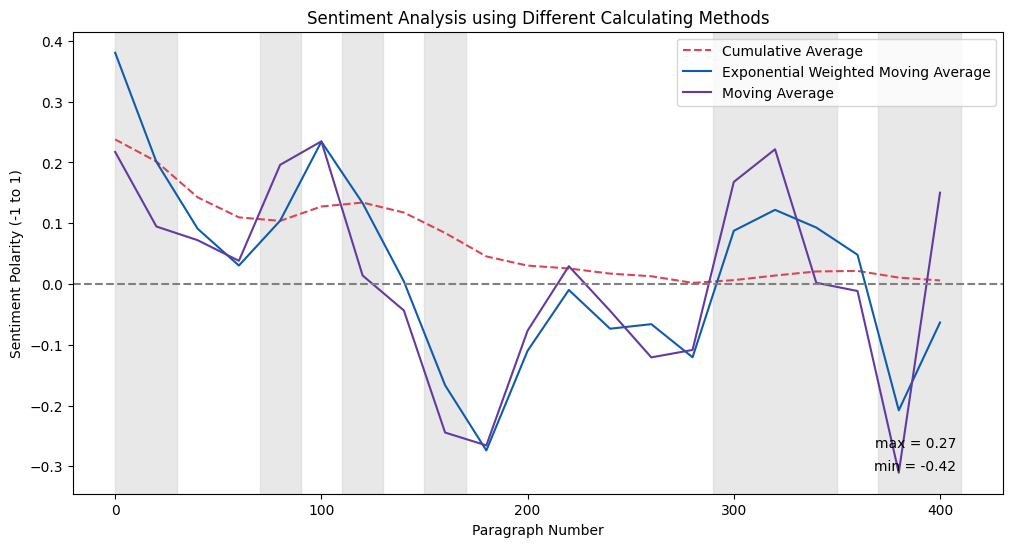 Sentiment Analysis using Different Calculating Methods
Cumulative Average
Exponential Weighted Moving Average
Moving Average
Sentiment Polarity (-1 to 1)
0.4
0.3
0.2
0.1
0.0
−0.1
−0.2
−0.3
max = 0.27
min = -0.42
0
100
200
300
400
Paragraph Number